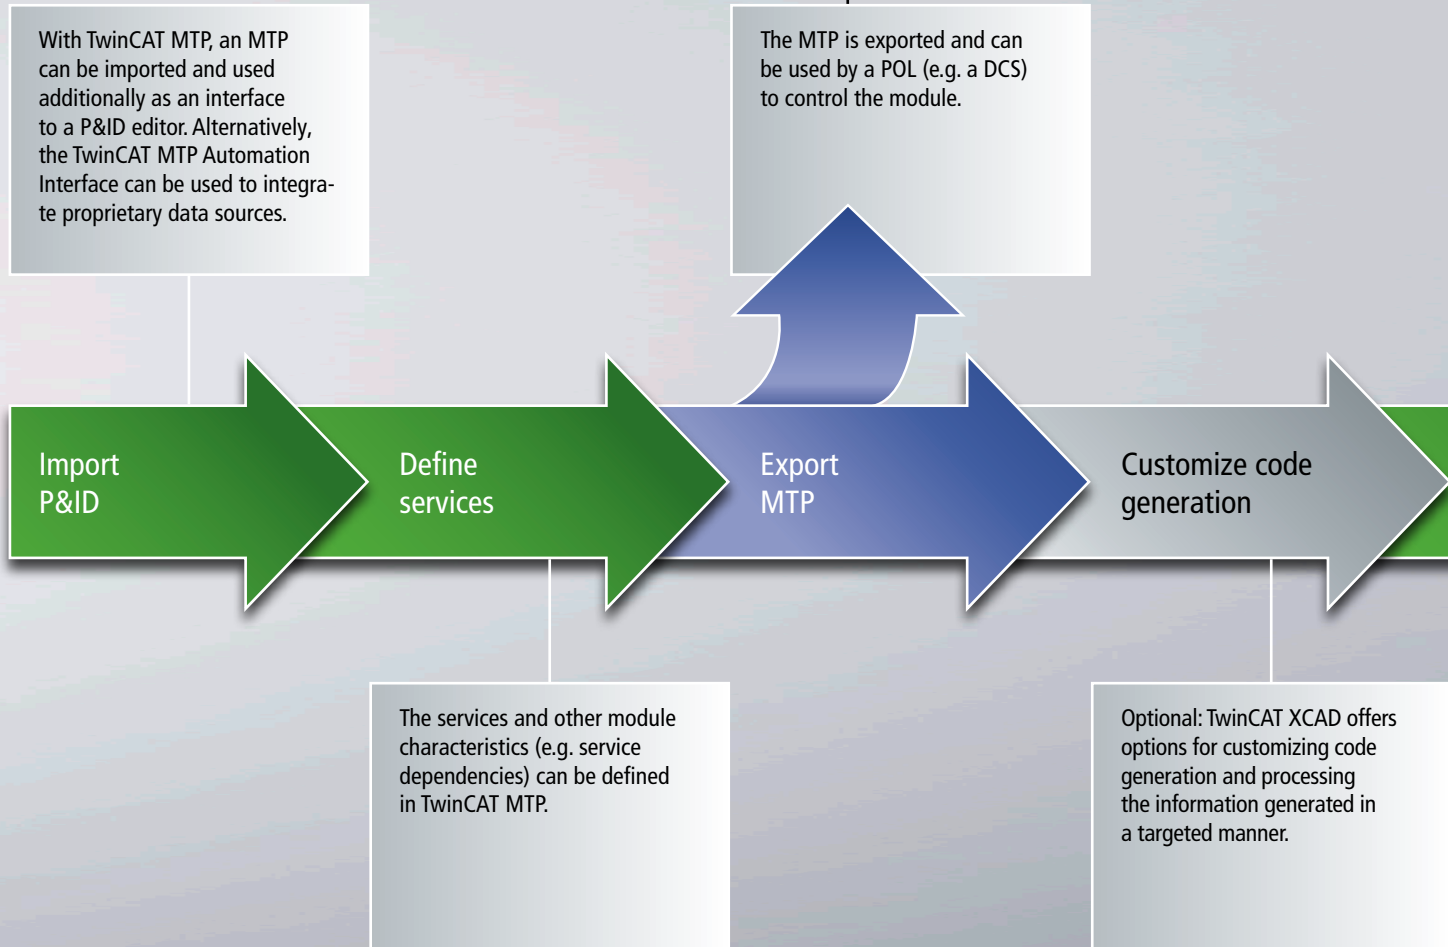 With TwinCAT MTP, an MTP
can be imported and used
additionally as an interface
to a P&ID editor. Alternatively,
the TwinCAT MTP Automation
Interface can be used to integra-
te proprietary data sources.
The MTP is exported and can
be used by a POL (e.g. a DCS)
to control the module.
Import
P&ID
Define
services
Export
MTP
Customize code
generation
The services and other module
characteristics (e.g. service
dependencies) can be defined
in TwinCAT MTP.
Optional: TwinCAT XCAD offers
options for customizing code
generation and processing
the information generated in
a targeted manner.